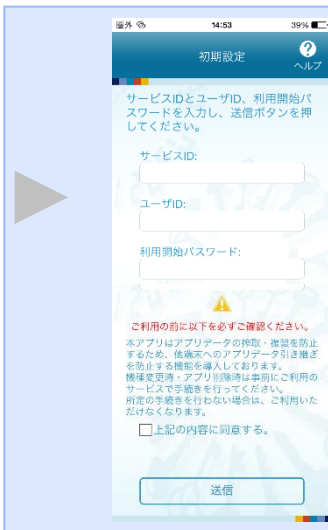 圏外 14:53 39%
初期設定
ヘルプ
サービスIDとユーザID、利用開始パ
スワードを入力し、送信ボタンを押
してください。
サービスID:
ユーザID:
利用開始パスワード:
ご利用の前に以下を必ずご確認ください。
本アプリはアプリデータの搾取・複製を防止
するため、他端末へのアプリデータ引き継ぎ
を防止する機能を導入しております。
機種変更時・アプリ削除時は事前にご利用の
サービスで手続きを行ってください。
所定の手続きを行わない場合は、ご利用いた
だけなくなります。
上記の内容に同意する。
送信